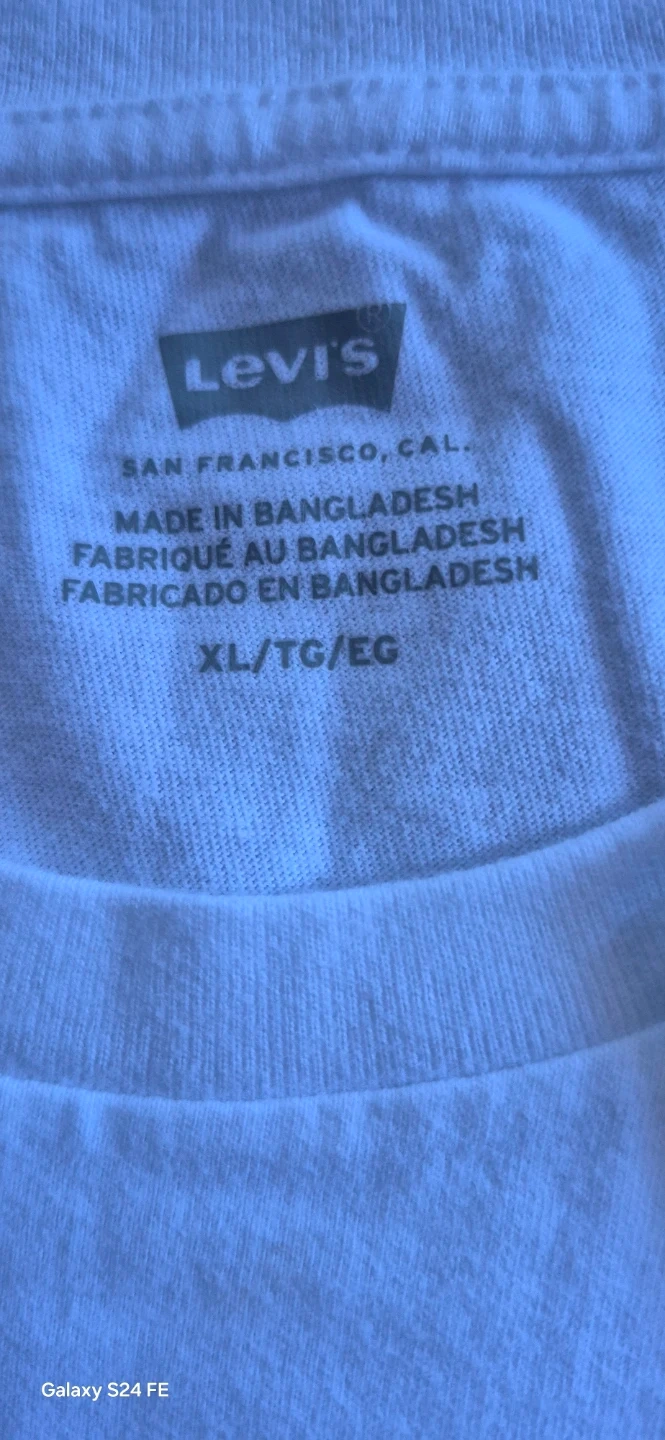 Levi's®
SAN FRANCISCO, CAL.
MADE IN BANGLADESH
FABRIQUÉ AU BANGLADESH
FABRICADO EN BANGLADESH
XL/TG/EG
Galaxy S24 FE